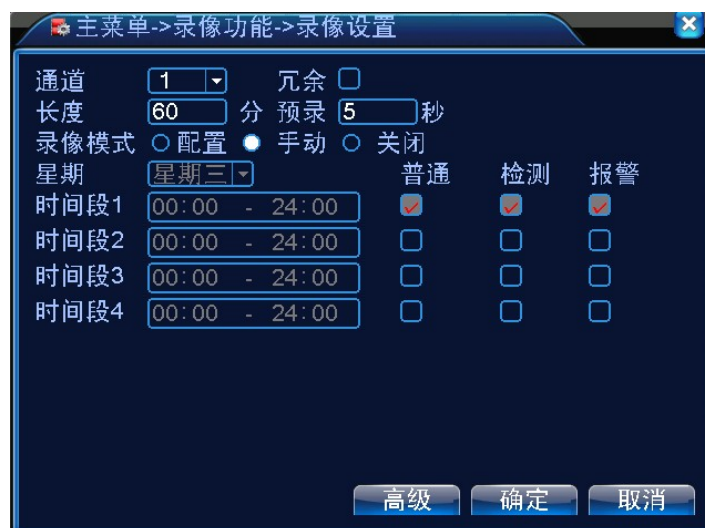 主菜单->录像功能->录像设置
通道 1 冗余
长度 60 分 预录 5 秒
录像模式 配置 手动 关闭
星期 星期三 普通 检测 报警
时间段1 00:00 - 24:00
时间段2 00:00 - 24:00
时间段3 00:00 - 24:00
时间段4 00:00 - 24:00
高级 确定 取消